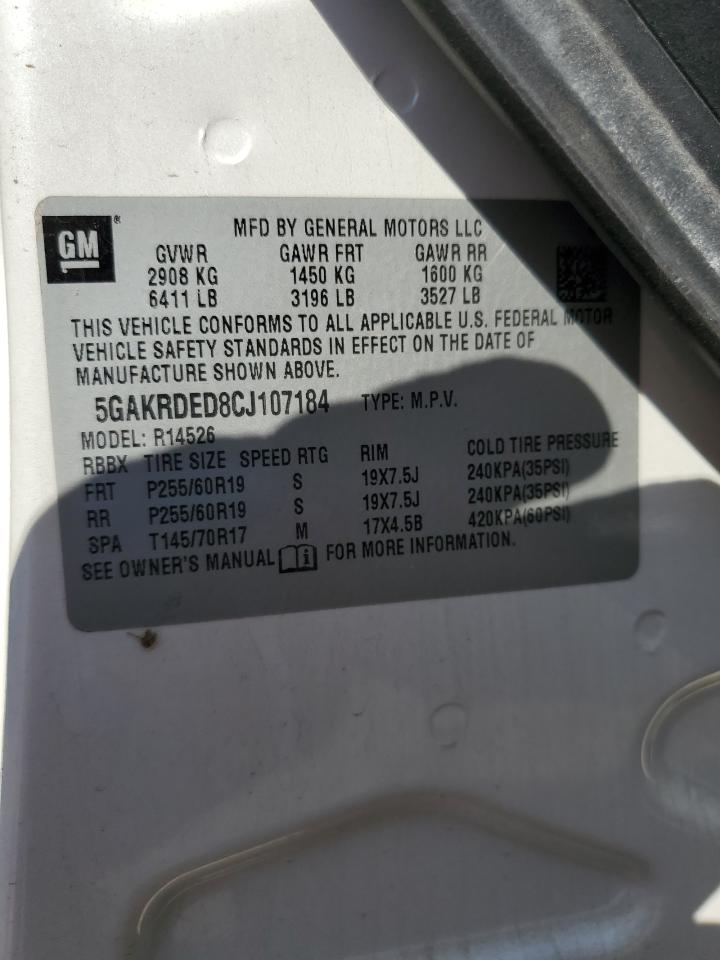 GM ®
MFD BY GENERAL MOTORS LLC
GVWR GAWR FRT GAWR RR
2908 KG 1450 KG 1600 KG
6411 LB 3196 LB 3527 LB
THIS VEHICLE CONFORMS TO ALL APPLICABLE U.S. FEDERAL MOTOR
VEHICLE SAFETY STANDARDS IN EFFECT ON THE DATE OF
MANUFACTURE SHOWN ABOVE.
5GAKRDED8CJ107184 TYPE: M.P.V.
MODEL: R14526
RBBX TIRE SIZE SPEED RTG RIM COLD TIRE PRESSURE
FRT P255/60R19 S 19X7.5J 240KPA(35PSI)
RR P255/60R19 S 19X7.5J 240KPA(35PSI)
SPA T145/70R17 M 17X4.5B 420KPA(60PSI)
SEE OWNER'S MANUAL i FOR MORE INFORMATION.